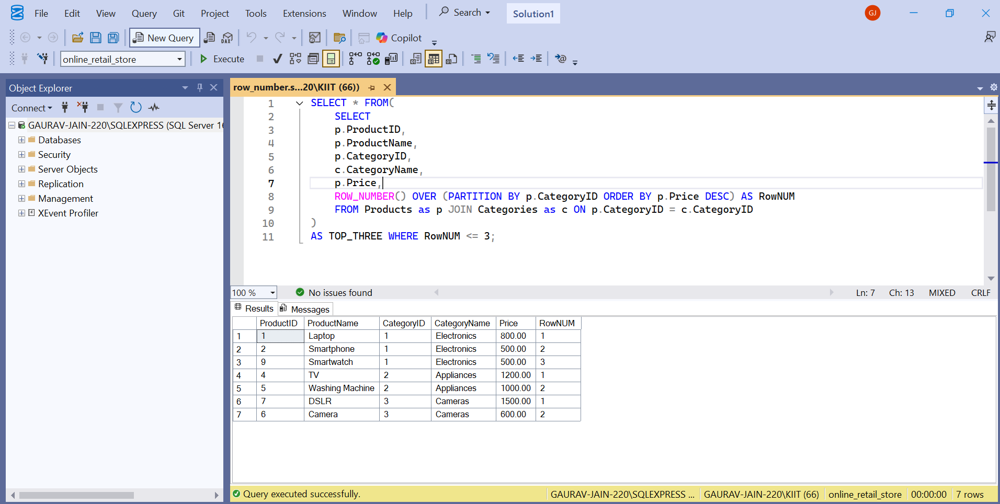 File Edit View Query Git Project Tools Extensions Window Help Search Solution1 GJ
New Query DAX Copilot
online_retail_store Execute
Object Explorer
Connect
GAURAV-JAIN-220\SQLEXPRESS (SQL Server 16
Databases
Security
Server Objects
Replication
Management
XEvent Profiler
row_number.s...20\KIIT (66))
1 SELECT * FROM(
2 SELECT
3 p.ProductID,
4 p.ProductName,
5 p.CategoryID,
6 c.CategoryName,
7 p.Price,
8 ROW_NUMBER() OVER (PARTITION BY p.CategoryID ORDER BY p.Price DESC) AS RowNUM
9 FROM Products as p JOIN Categories as c ON p.CategoryID = c.CategoryID
10 )
11 AS TOP_THREE WHERE RowNUM <= 3;
100 % No issues found Ln: 7 Ch: 13 MIXED CRLF
Results Messages
ProductID ProductName CategoryID CategoryName Price RowNUM
1 1 Laptop 1 Electronics 800.00 1
2 2 Smartphone 1 Electronics 500.00 2
3 9 Smartwatch 1 Electronics 500.00 3
4 4 TV 2 Appliances 1200.00 1
5 5 Washing Machine 2 Appliances 1000.00 2
6 7 DSLR 3 Cameras 1500.00 1
7 6 Camera 3 Cameras 600.00 2
Query executed successfully. GAURAV-JAIN-220\SQLEXPRESS ... GAURAV-JAIN-220\KIIT (66) online_retail_store 00:00:00 7 rows